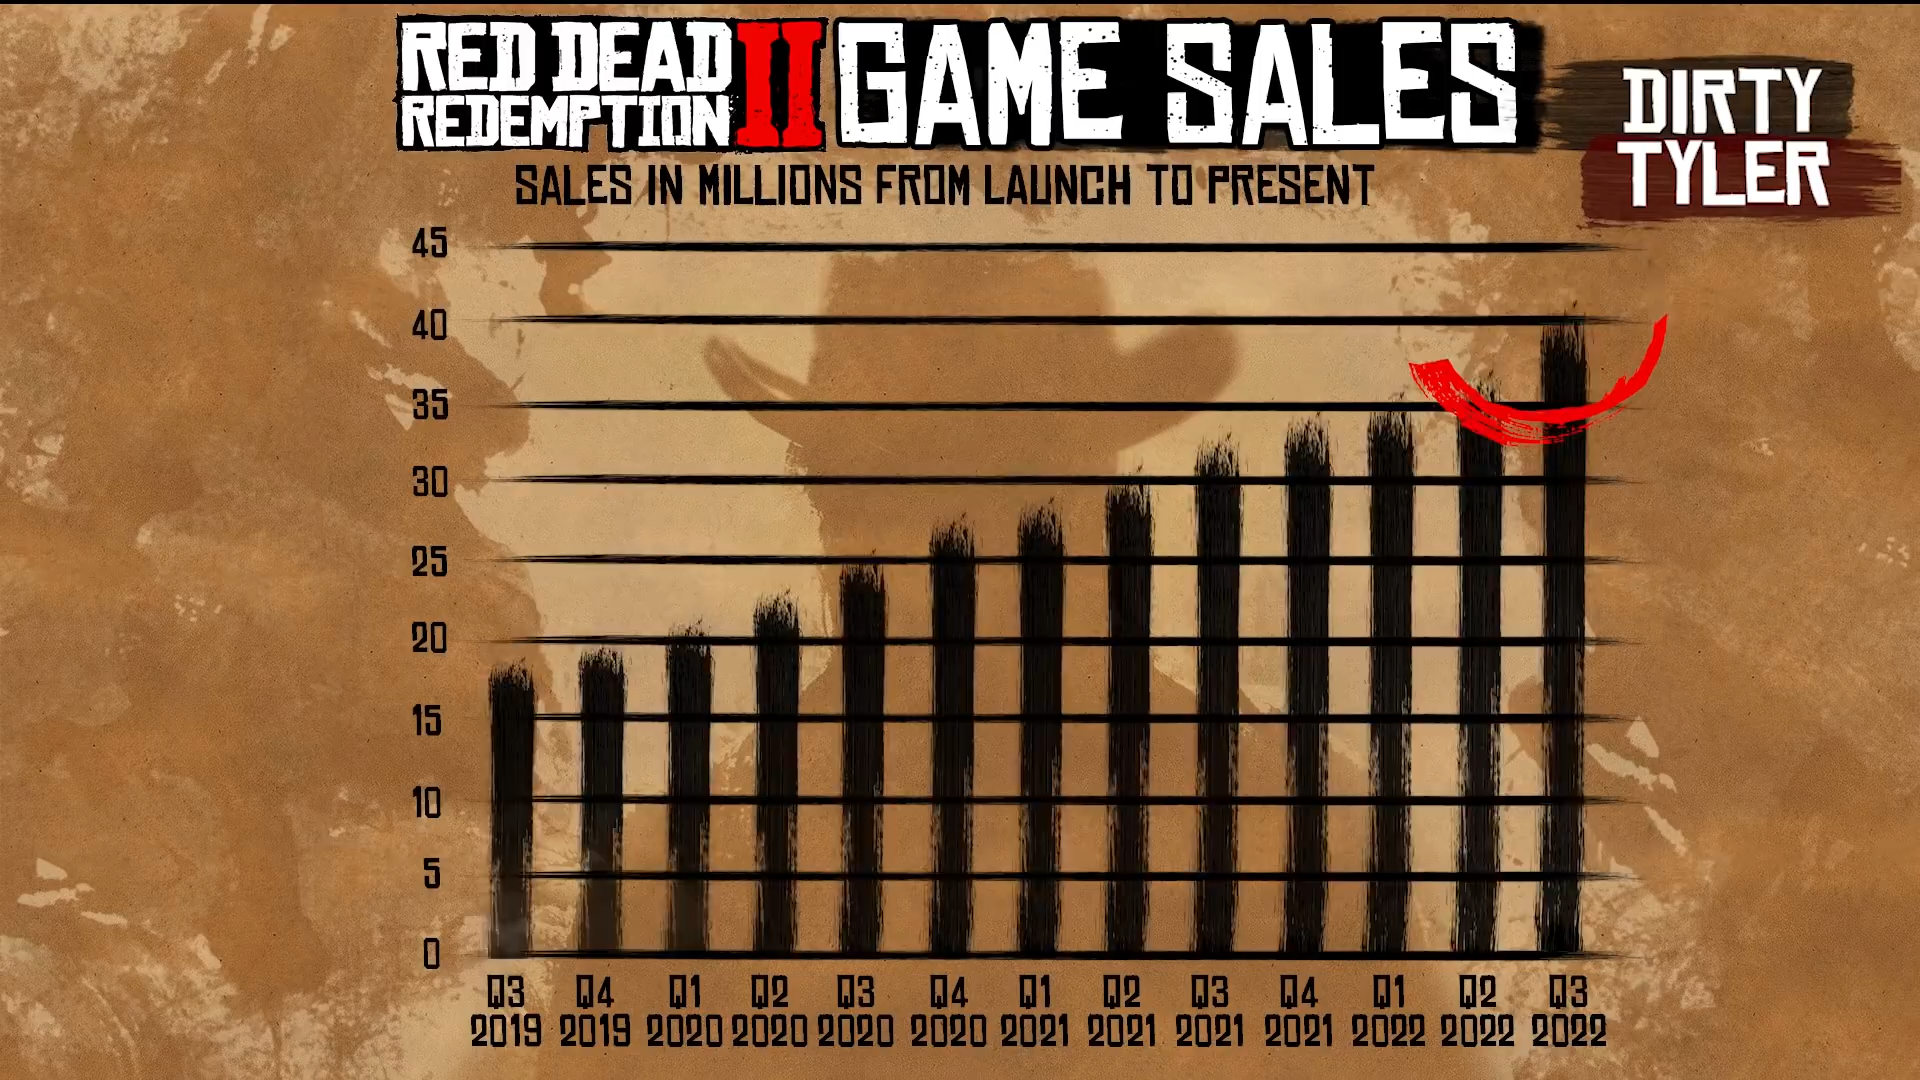 RED DEAD
REDEMPTION II GAME SALES
DIRTY
TYLER
SALES IN MILLIONS FROM LAUNCH TO PRESENT
45
40
35
30
25
20
15
10
5
0
Q3 Q4 Q1 Q2 Q3 Q4 Q1 Q2 Q3 Q4 Q1 Q2 Q3
2019 2019 2020 2020 2020 2020 2021 2021 2021 2021 2022 2022 2022